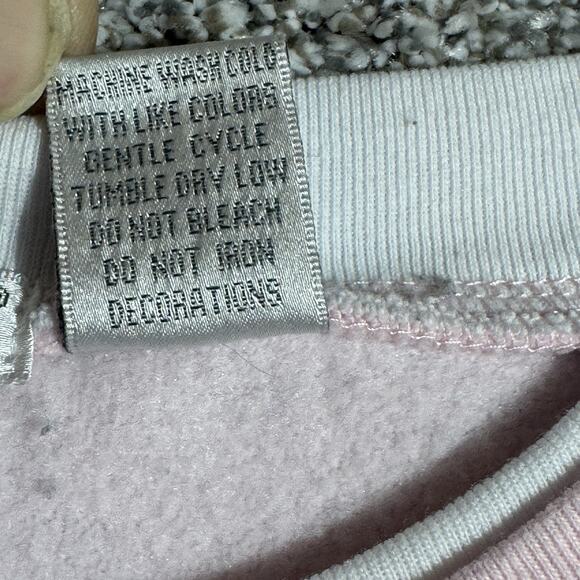 MACHINE WASH COLD
WITH LIKE COLORS
GENTLE CYCLE
TUMBLE DRY LOW
DO NOT BLEACH
DO NOT IRON
DECORATIONS